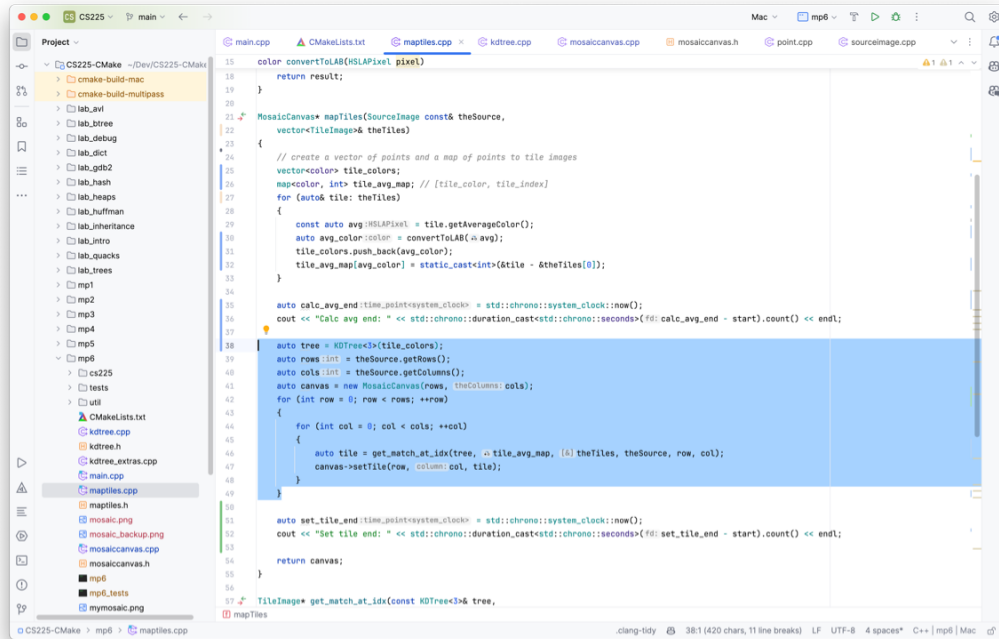 CS CS225 main Mac mp6
Project
main.cpp CMakeLists.txt maptiles.cpp kdtree.cpp mosaiccanvas.cpp mosaiccanvas.h point.cpp sourceimage.cpp
CS225-CMake ~/Dev/CS225-CMake
cmake-build-mac
cmake-build-multipass
lab_avl
lab_btree
lab_debug
lab_dict
lab_gdb2
lab_hash
lab_heaps
lab_huffman
lab_inheritance
lab_intro
lab_quacks
lab_trees
mp1
mp2
mp3
mp4
mp5
mp6
cs225
tests
util
CMakeLists.txt
kdtree.cpp
kdtree.h
kdtree_extras.cpp
main.cpp
maptiles.cpp
maptiles.h
mosaic.png
mosaic_backup.png
mosaiccanvas.cpp
mosaiccanvas.h
mp6
mp6_tests
mymosaic.png
15 color convertToLAB(HSLAPixel pixel) 1 1
18 return result;
19 }
20
21 MosaicCanvas* mapTiles(SourceImage const& theSource,
22 vector<TileImage>& theTiles)
23 {
24 // create a vector of points and a map of points to tile images
25 vector<color> tile_colors;
26 map<color, int> tile_avg_map; // [tile_color, tile_index]
27 for (auto& tile: theTiles)
28 {
29 const auto avg:HSLAPixel = tile.getAverageColor();
30 auto avg_color:color = convertToLAB(avg);
31 tile_colors.push_back(avg_color);
32 tile_avg_map[avg_color] = static_cast<int>(&tile - &theTiles[0]);
33 }
34
35 auto calc_avg_end:time_point<system_clock> = std::chrono::system_clock::now();
36 cout << "Calc avg end: " << std::chrono::duration_cast<std::chrono::seconds>(fd:calc_avg_end - start).count() << endl;
37
38 auto tree = KDTree<3>(tile_colors);
39 auto rows:int = theSource.getRows();
40 auto cols:int = theSource.getColumns();
41 auto canvas = new MosaicCanvas(rows, theColumns:cols);
42 for (int row = 0; row < rows; ++row)
43 {
44 for (int col = 0; col < cols; ++col)
45 {
46 auto tile = get_match_at_idx(tree, tile_avg_map, [&]theTiles, theSource, row, col);
47 canvas->setTile(row, column:col, tile);
48 }
49 }
50
51 auto set_tile_end:time_point<system_clock> = std::chrono::system_clock::now();
52 cout << "Set tile end: " << std::chrono::duration_cast<std::chrono::seconds>(fd:set_tile_end - start).count() << endl;
53
54 return canvas;
55 }
56
57 TileImage* get_match_at_idx(const KDTree<3>& tree,
mapTiles
CS225-CMake > mp6 > maptiles.cpp .clang-tidy 38:1 (420 chars, 11 line breaks) LF UTF-8 4 spaces* C++ | mp6 | Mac